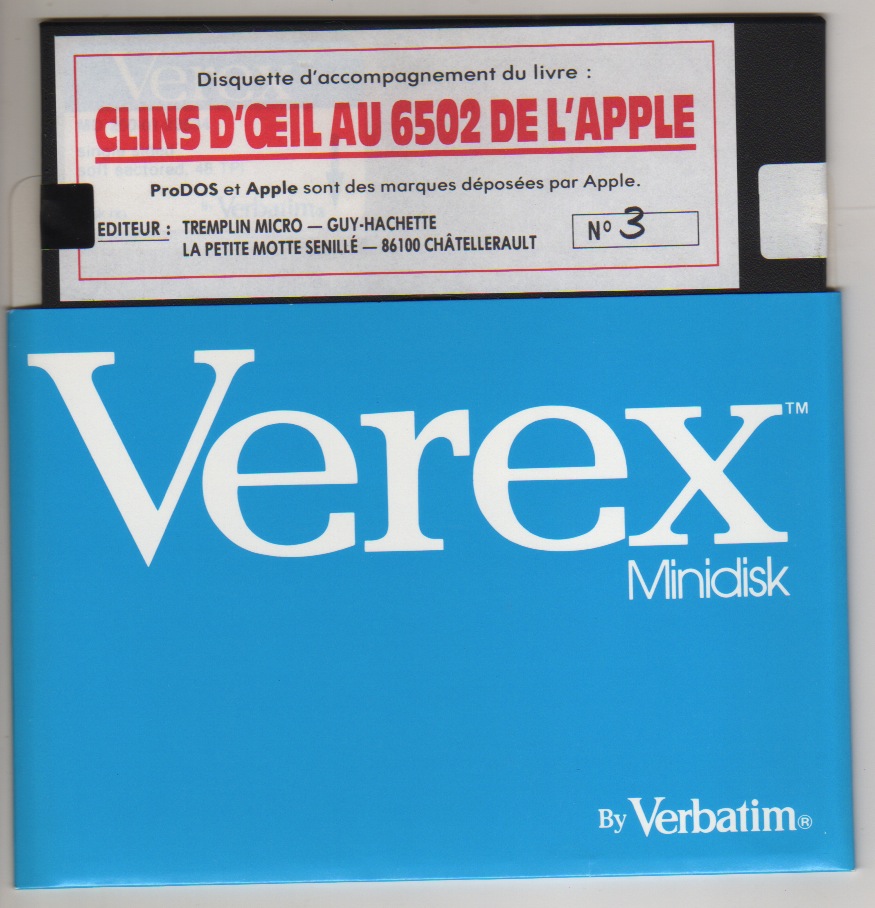 Disquette d'accompagnement du livre :
CLINS D'ŒIL AU 6502 DE L'APPLE
ProDOS et Apple sont des marques déposées par Apple.
EDITEUR : TREMPLIN MICRO — GUY-HACHETTE
LA PETITE MOTTE SENILLÉ — 86100 CHÂTELLERAULT
Nº 3
Verex™
Minidisk
By Verbatim®